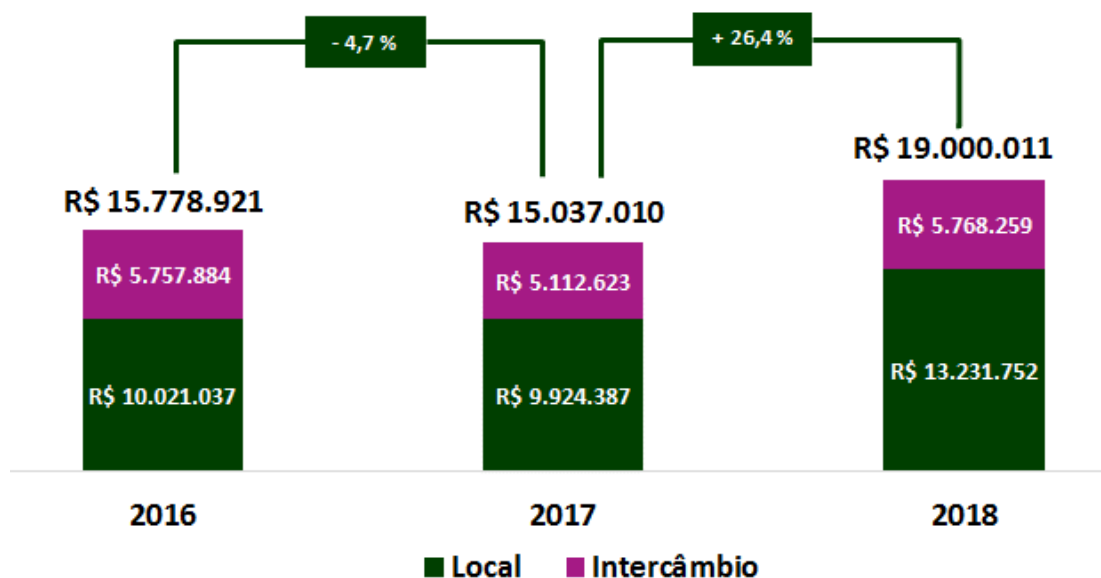 - 4,7 %
+ 26,4 %
R$ 15.778.921
R$ 15.037.010
R$ 19.000.011
R$ 5.757.884
R$ 5.112.623
R$ 5.768.259
R$ 10.021.037
R$ 9.924.387
R$ 13.231.752
2016
2017
2018
Local
Intercâmbio